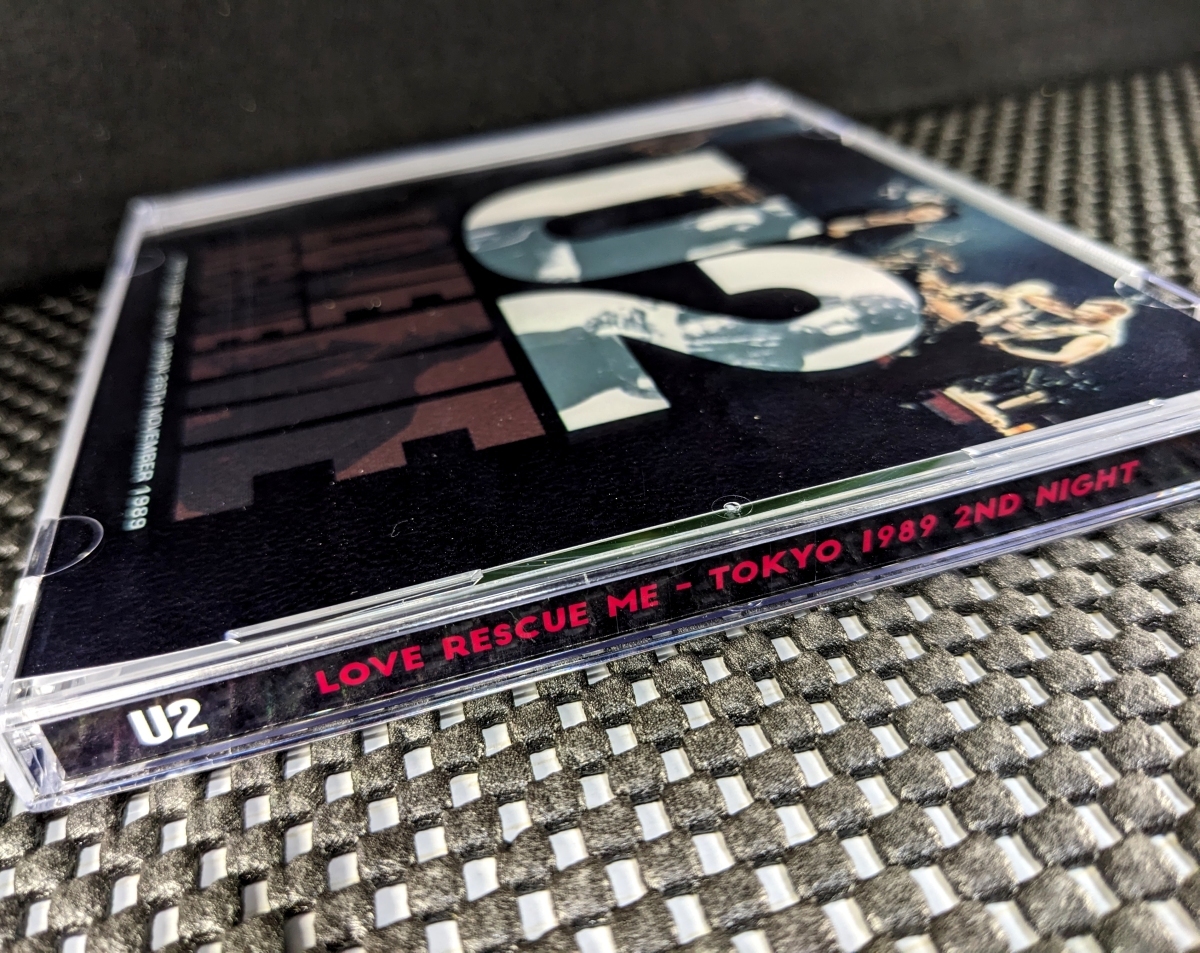 U2
NOVEMBER 1989
U2
LOVE RESCUE ME - TOKYO 1989 2ND NIGHT